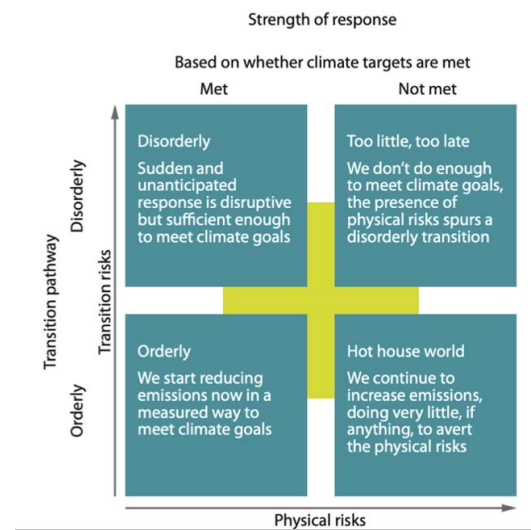 Strength of response
Based on whether climate targets are met
Met
Not met
Transition pathway
Disorderly
Orderly
Transition risks
Disorderly
Sudden and
unanticipated
response is disruptive
but sufficient enough
to meet climate goals
Too little, too late
We don’t do enough
to meet climate goals,
the presence of
physical risks spurs a
disorderly transition
Orderly
We start reducing
emissions now in a
measured way to
meet climate goals
Hot house world
We continue to
increase emissions,
doing very little, if
anything, to avert
the physical risks
Physical risks